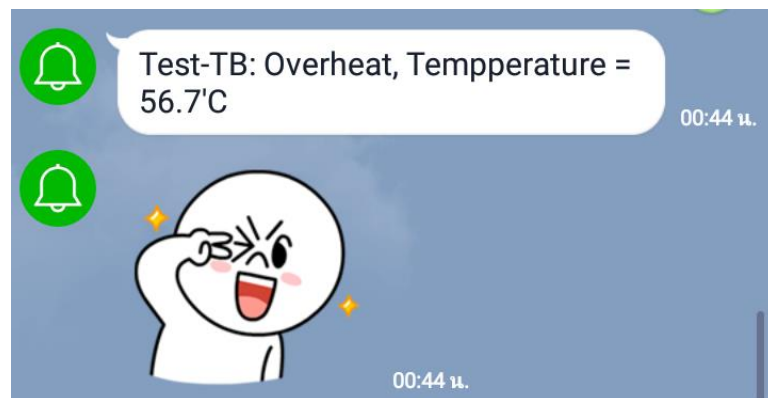 Test-TB: Overheat, Tempperature =
56.7'C
00:44 น.
00:44 น.